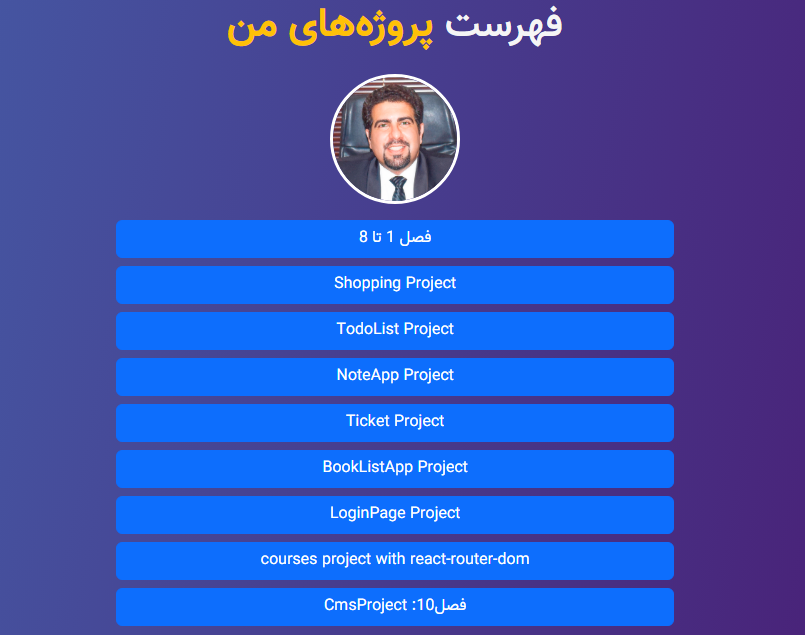 فهرست پروژه‌های من
فصل 1 تا 8
Shopping Project
TodoList Project
NoteApp Project
Ticket Project
BookListApp Project
LoginPage Project
courses project with react-router-dom
فصل10: CmsProject